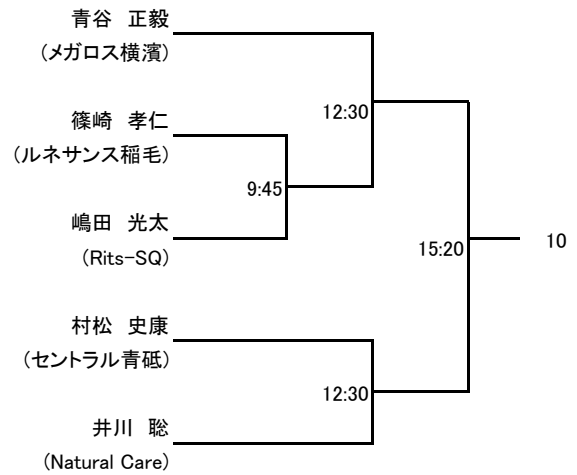 青谷　正毅
(メガロス横濱)
12:30
篠崎　孝仁
(ルネサンス稲毛)
9:45
嶋田　光太
(Rits-SQ)
15:20
10
村松　史康
(セントラル青砥)
12:30
井川　聡
(Natural Care)